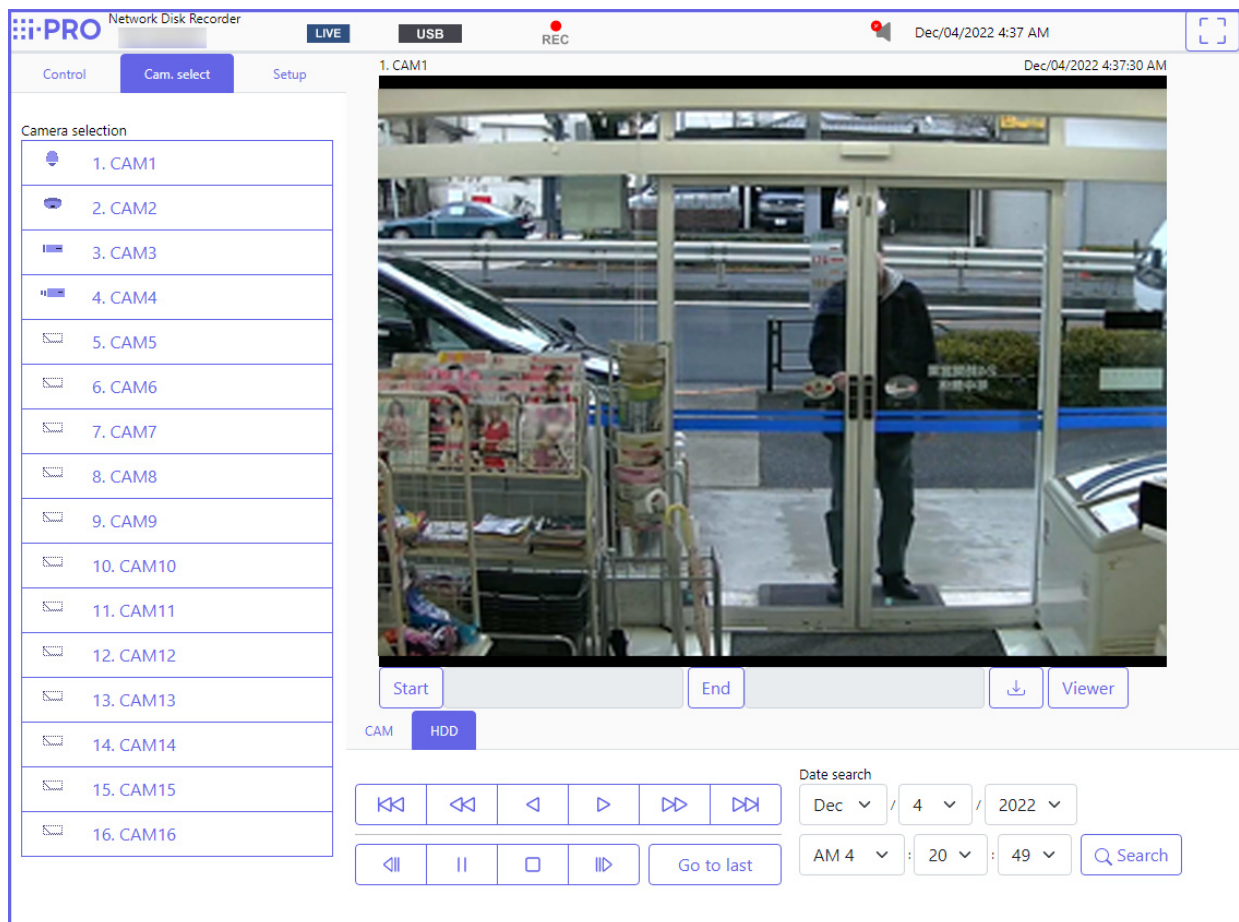 i-PRO
Network Disk Recorder
LIVE
USB
REC
Dec/04/2022 4:37 AM
Control
Cam. select
Setup
1. CAM1
Dec/04/2022 4:37:30 AM
Camera selection
1. CAM1
2. CAM2
3. CAM3
4. CAM4
5. CAM5
6. CAM6
7. CAM7
8. CAM8
9. CAM9
10. CAM10
11. CAM11
12. CAM12
13. CAM13
14. CAM14
15. CAM15
16. CAM16
Start
End
Viewer
CAM
HDD
Date search
Dec / 4 / 2022
AM 4 : 20 : 49
Search
Go to last